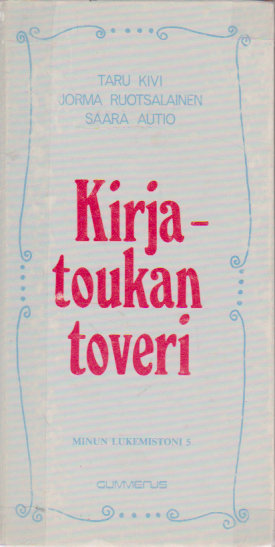 TARU KIVI
JORMA RUOTSALAINEN
SAARA AUTIO
Kirja-
toukan
toveri
MINUN LUKEMISTONI 5
GUMMERUS